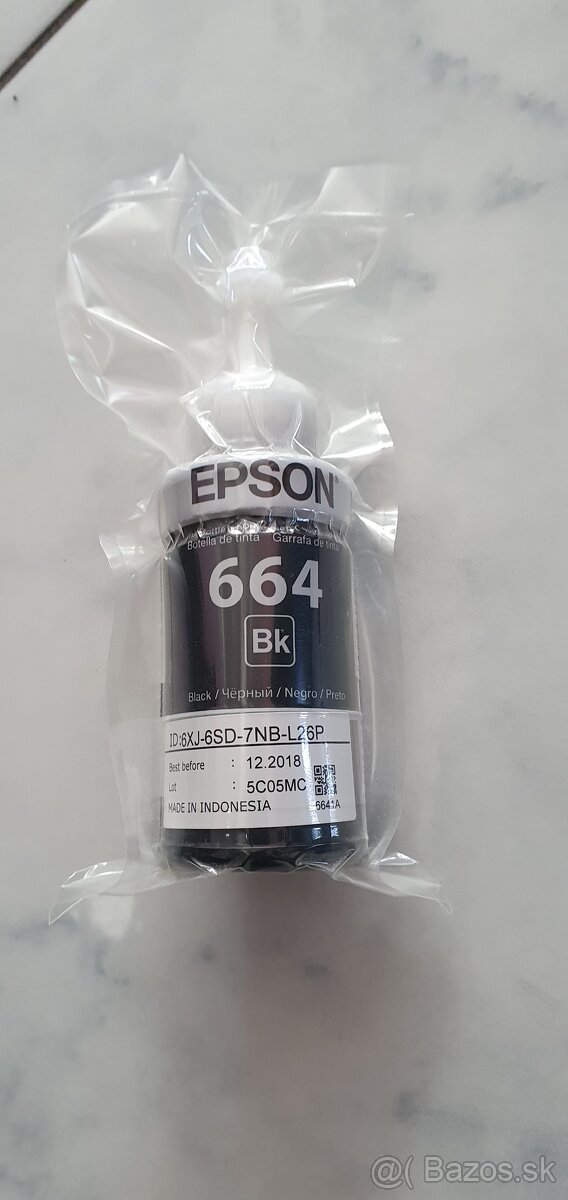 EPSON
Botella de tinta Garrafa de tinta
664
Bk
Black / Чёрный / Negro / Preto
ID:6XJ-6SD-7NB-L26P
Best before : 12.2018
Lot : 5C05MC
MADE IN INDONESIA 6641A
@( Bazos.sk